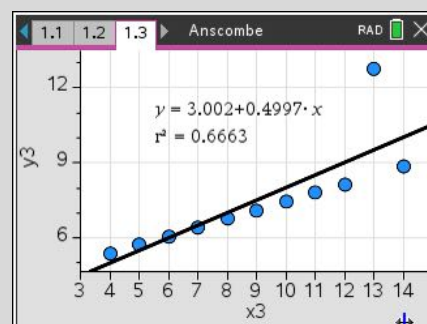 1.1 1.2 1.3 Anscombe RAD
12
y = 3.002+0.4997· x
r² = 0.6663
9
y3
6
3 4 5 6 7 8 9 10 11 12 13 14
x3